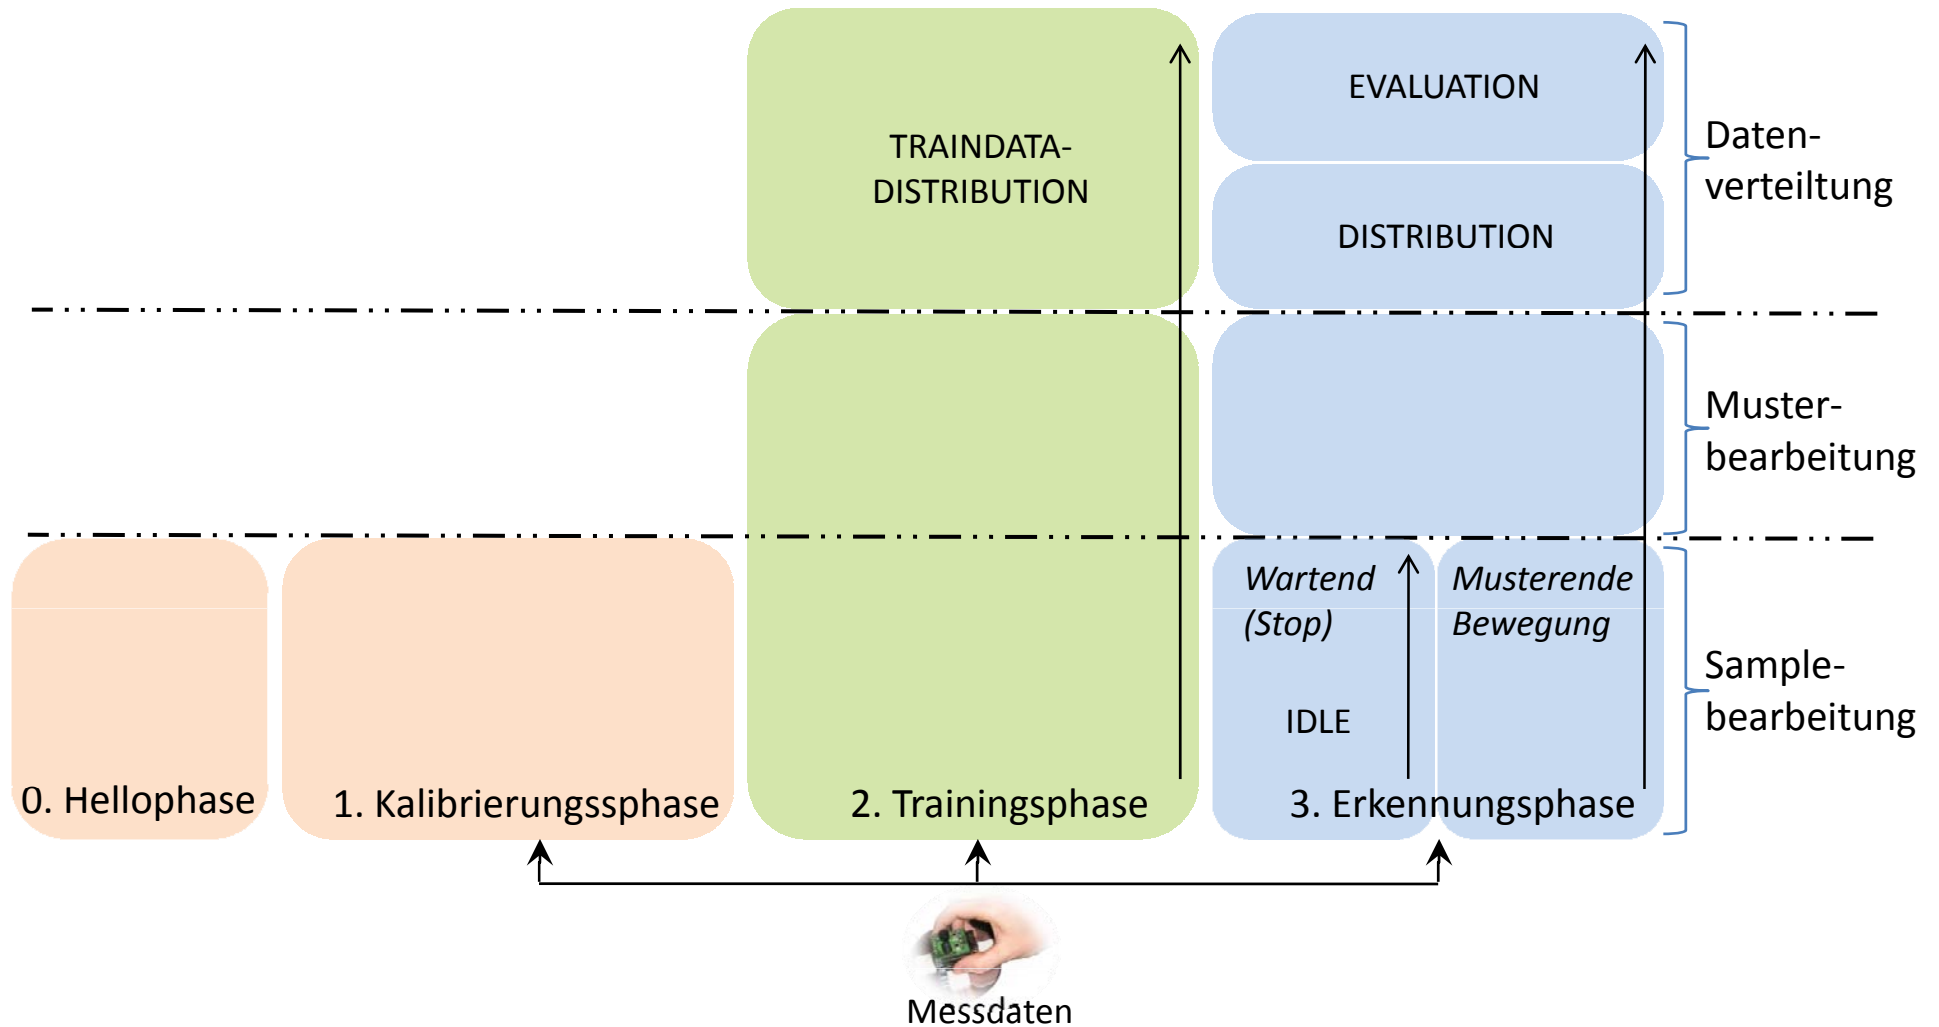 EVALUATION
TRAINDATA-
DISTRIBUTION
DISTRIBUTION
Daten-
verteiltung
Muster-
bearbeitung
Wartend
(Stop)
IDLE
Musterende
Bewegung
Sample-
bearbeitung
0. Hellophase
1. Kalibrierungssphase
2. Trainingsphase
3. Erkennungsphase
Messdaten